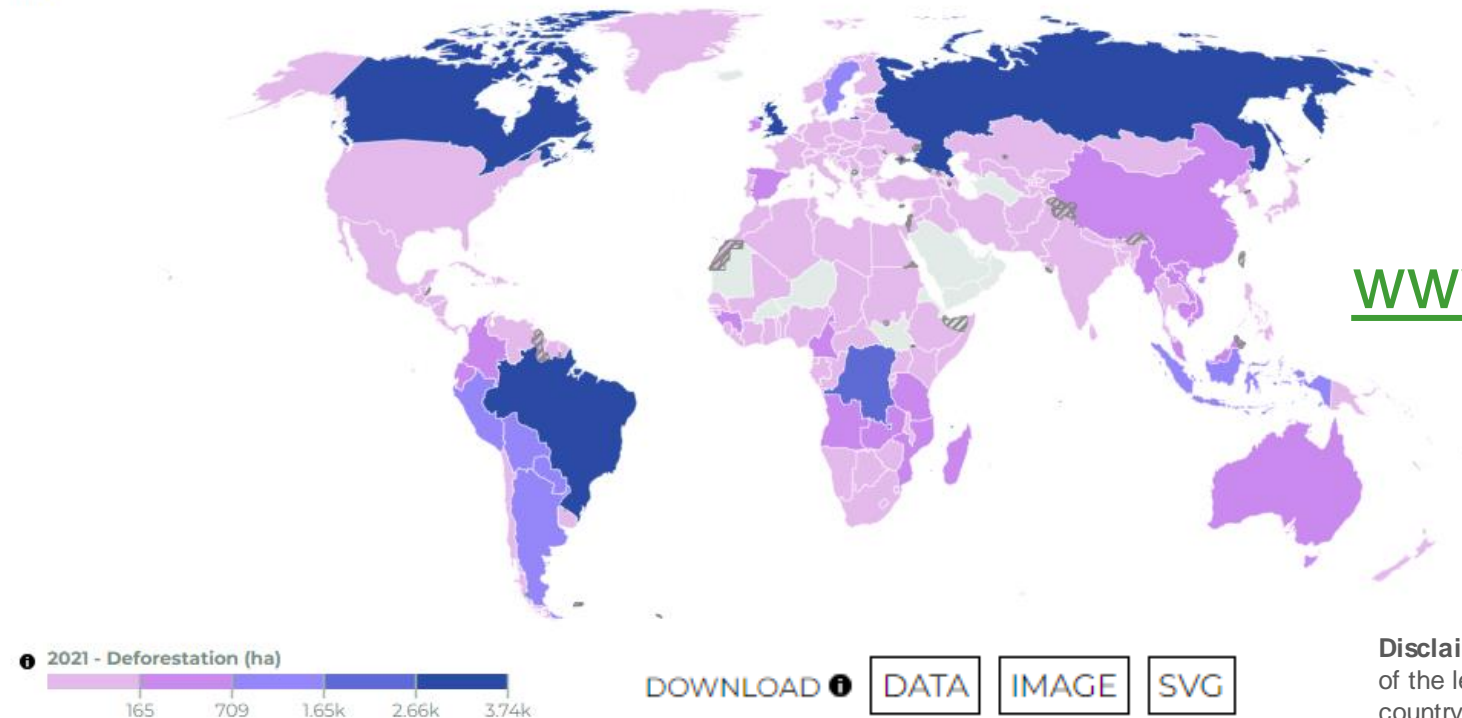 WW
2021 - Deforestation (ha)
165 709 1.65k 2.66k 3.74k
DOWNLOAD DATA IMAGE SVG
Disclai
of the le
country